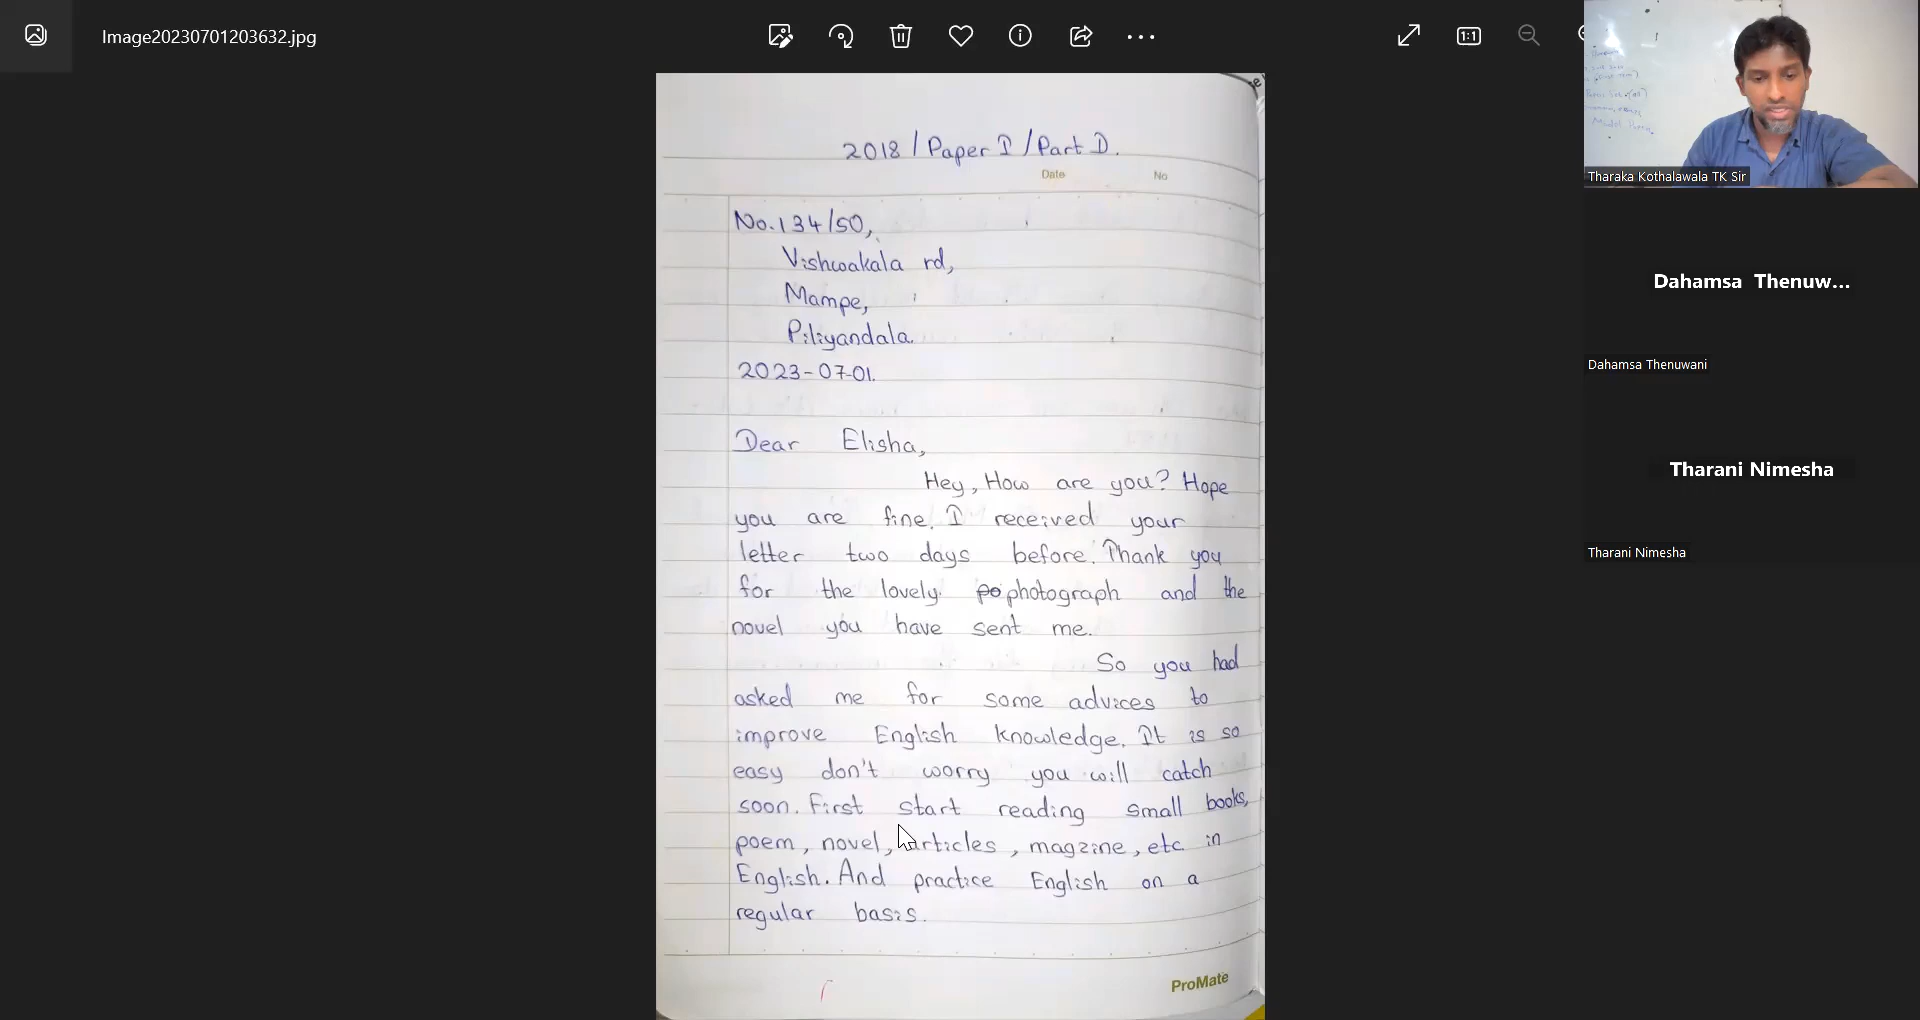 Image20230701203632.jpg
1:1
2018 / Paper I / Part D.
Date No
No.134/50,
Vishwakala rd,
Mampe,
Piliyandala.
2023-07-01.
Dear Elisha,
Hey, How are you? Hope
you are fine. I received your
letter two days before. Thank you
for the lovely photograph and the
novel you have sent me.
So you had
asked me for some advices to
improve English knowledge. It is so
easy don't worry you will catch
soon. First start reading small books,
poem, novel, articles, magzine, etc in
English. And practice English on a
regular basis.
ProMate
Tharaka Kothalawala TK Sir
Dahamsa Thenuw...
Dahamsa Thenuwani
Tharani Nimesha
Tharani Nimesha